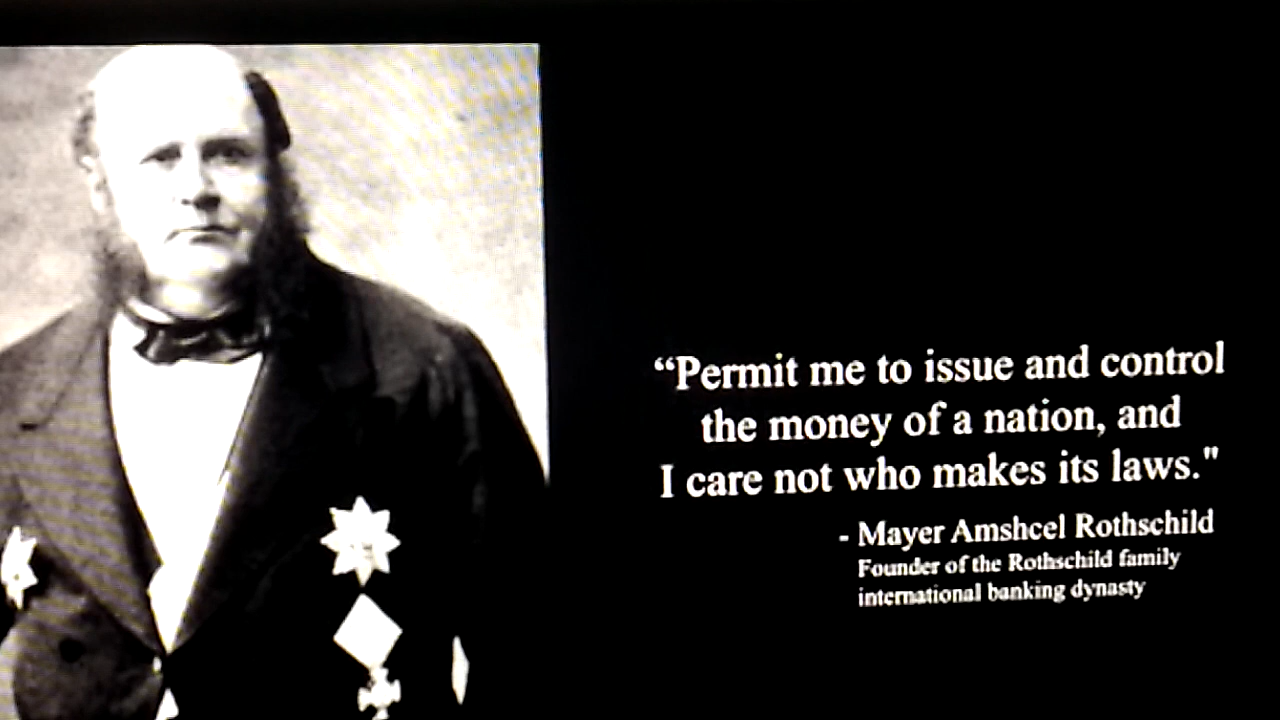 “Permit me to issue and control
the money of a nation, and
I care not who makes its laws."
- Mayer Amshcel Rothschild
Founder of the Rothschild family
international banking dynasty